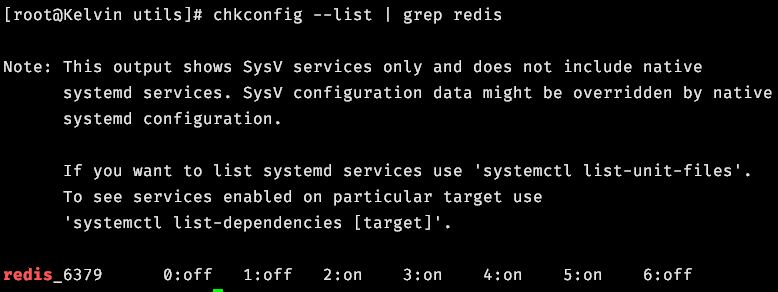 [root@Kelvin utils]# chkconfig --list | grep redis
Note: This output shows SysV services only and does not include native
systemd services. SysV configuration data might be overridden by native
systemd configuration.
If you want to list systemd services use 'systemctl list-unit-files'.
To see services enabled on particular target use
'systemctl list-dependencies [target]'.
redis_6379 0:off 1:off 2:on 3:on 4:on 5:on 6:off